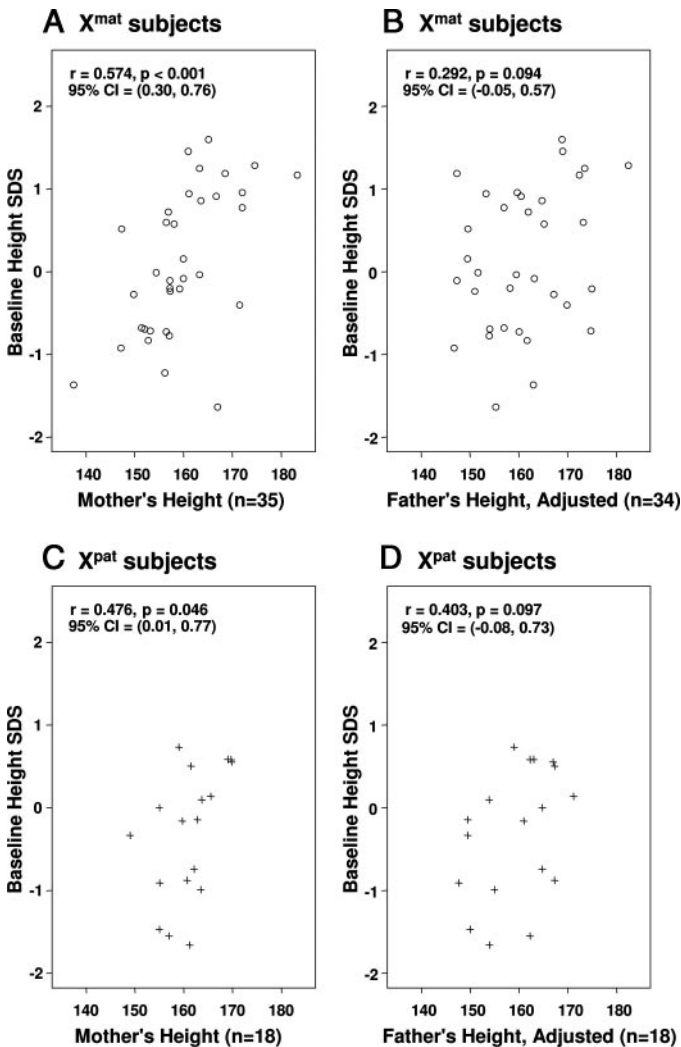 A X^mat subjects
r = 0.574, p < 0.001
95% CI = (0.30, 0.76)
Baseline Height SDS
2
1
0
-1
-2
140 150 160 170 180
Mother's Height (n=35)
B X^mat subjects
r = 0.292, p = 0.094
95% CI = (-0.05, 0.57)
Baseline Height SDS
2
1
0
-1
-2
140 150 160 170 180
Father's Height, Adjusted (n=34)
C X^pat subjects
r = 0.476, p = 0.046
95% CI = (0.01, 0.77)
Baseline Height SDS
2
1
0
-1
-2
140 150 160 170 180
Mother's Height (n=18)
D X^pat subjects
r = 0.403, p = 0.097
95% CI = (-0.08, 0.73)
Baseline Height SDS
2
1
0
-1
-2
140 150 160 170 180
Father's Height, Adjusted (n=18)